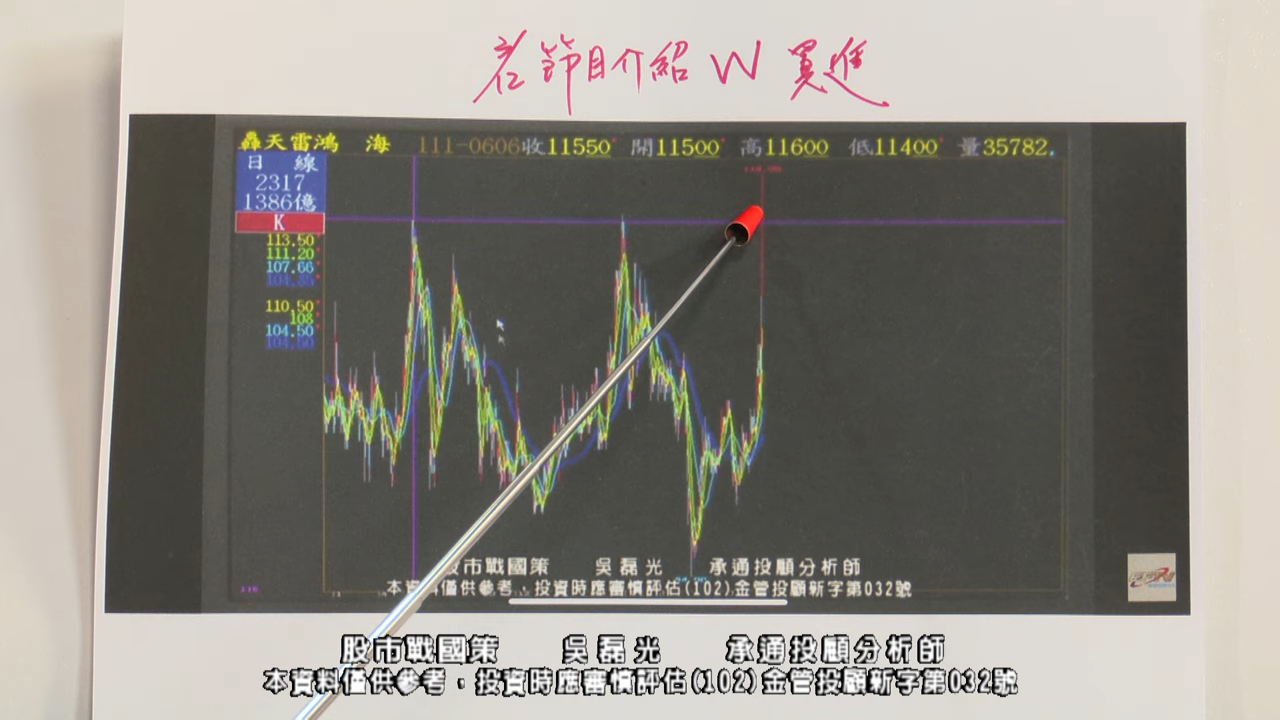 在節目介紹 W 買進
轟天雷鴻 海 111-0606收11550 開11500 高11600 低11400 量35782.
日 線
2317
1386億
K
113.50
111.20
107.66
104.85
110.50
108
104.50
股市戰國策 吳磊光 承通投顧分析師
本資料僅供參考，投資時應審慎評估(102)金管投顧新字第032號
股市戰國策 吳磊光 承通投顧分析師
本資料僅供參考，投資時應審慎評估(102)金管投顧新字第032號